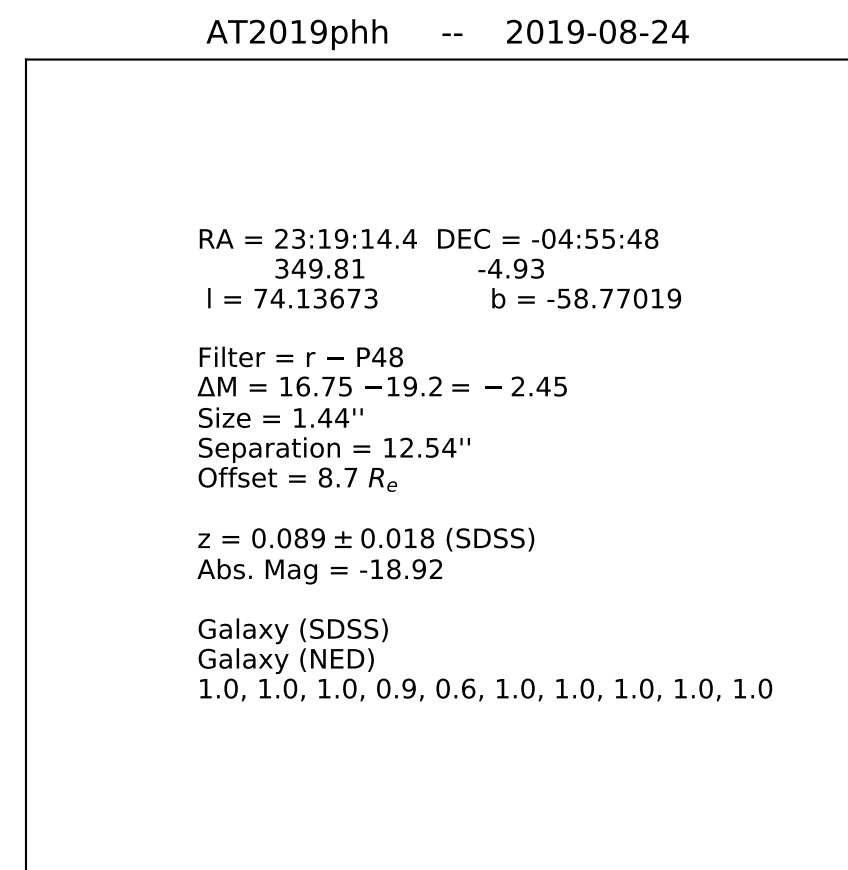 AT2019phh -- 2019-08-24
RA = 23:19:14.4 DEC = -04:55:48
349.81 -4.93
l = 74.13673 b = -58.77019
Filter = r − P48
ΔM = 16.75 −19.2 = − 2.45
Size = 1.44''
Separation = 12.54''
Offset = 8.7 Re
z = 0.089 ± 0.018 (SDSS)
Abs. Mag = -18.92
Galaxy (SDSS)
Galaxy (NED)
1.0, 1.0, 1.0, 0.9, 0.6, 1.0, 1.0, 1.0, 1.0, 1.0